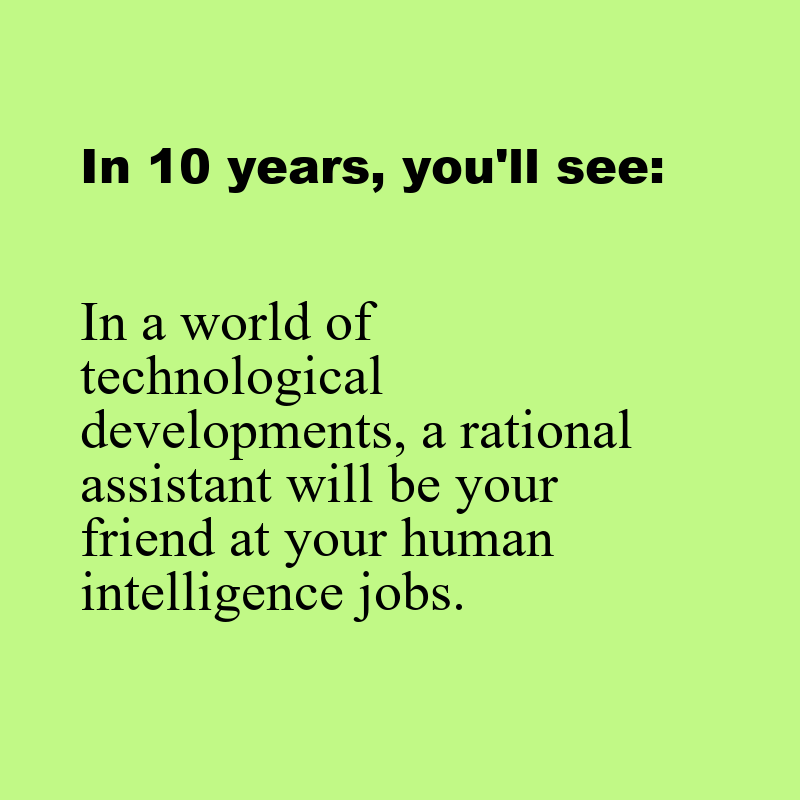 In 10 years, you'll see:
In a world of
technological
developments, a rational
assistant will be your
friend at your human
intelligence jobs.